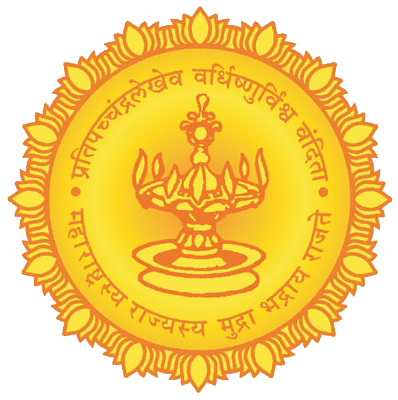 प्रतिपच्चंद्रलेखेव वर्धिष्णुर्विश्व वंदिता
महाराष्ट्रस्य राज्यस्य मुद्रा भद्राय राजते